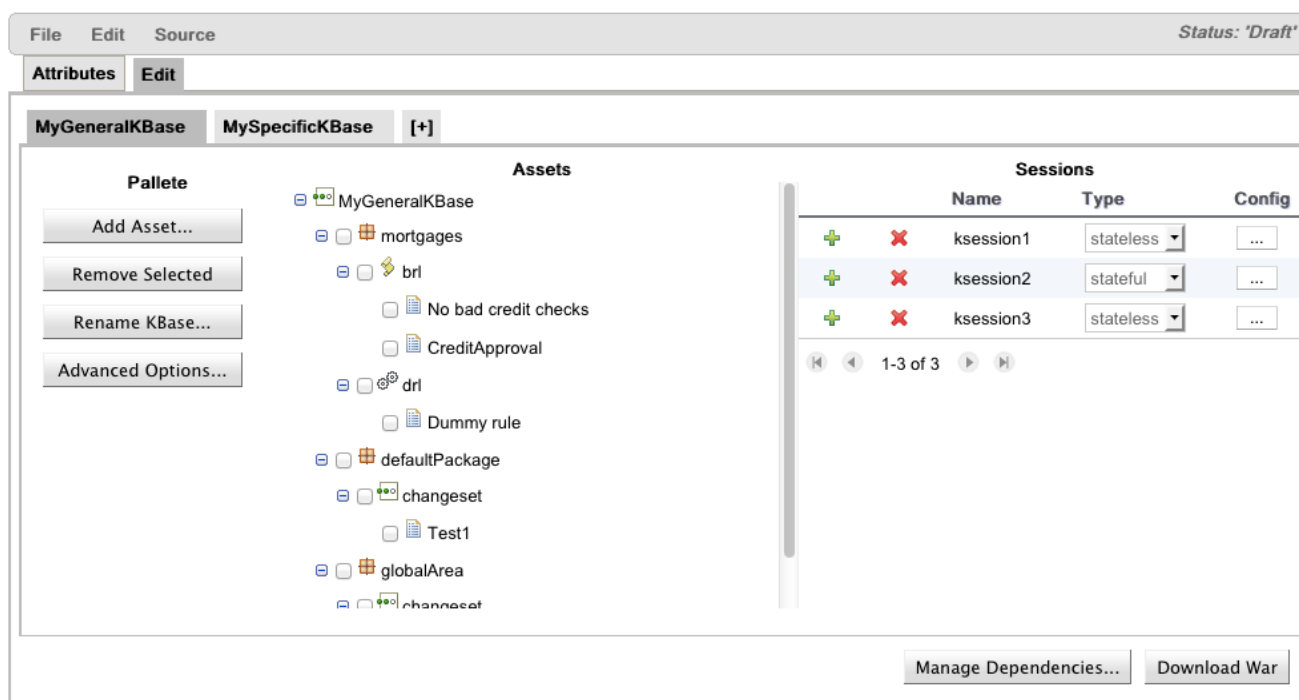 File Edit Source Status: 'Draft'
Attributes Edit
MyGeneralKBase MySpecificKBase [+]
Pallete
Add Asset...
Remove Selected
Rename KBase...
Advanced Options...
Assets
MyGeneralKBase
mortgages
brl
No bad credit checks
CreditApproval
drl
Dummy rule
defaultPackage
changeset
Test1
globalArea
changeset
Sessions
Name Type Config
ksession1 stateless ...
ksession2 stateful ...
ksession3 stateless ...
1-3 of 3
Manage Dependencies... Download War